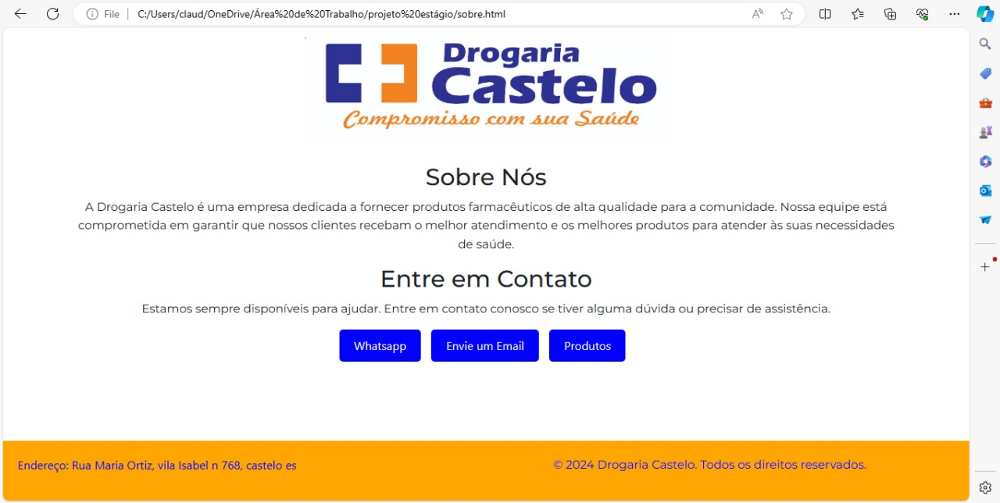 File
C:/Users/claud/OneDrive/Área%20de%20Trabalho/projeto%20estágio/sobre.html
Drogaria
Castelo
Compromisso com sua Saúde
Sobre Nós
A Drogaria Castelo é uma empresa dedicada a fornecer produtos farmacêuticos de alta qualidade para a comunidade. Nossa equipe está
comprometida em garantir que nossos clientes recebam o melhor atendimento e os melhores produtos para atender às suas necessidades
de saúde.
Entre em Contato
Estamos sempre disponíveis para ajudar. Entre em contato conosco se tiver alguma dúvida ou precisar de assistência.
Whatsapp Envie um Email Produtos
Endereço: Rua Maria Ortiz, vila Isabel n 768, castelo es
© 2024 Drogaria Castelo. Todos os direitos reservados.